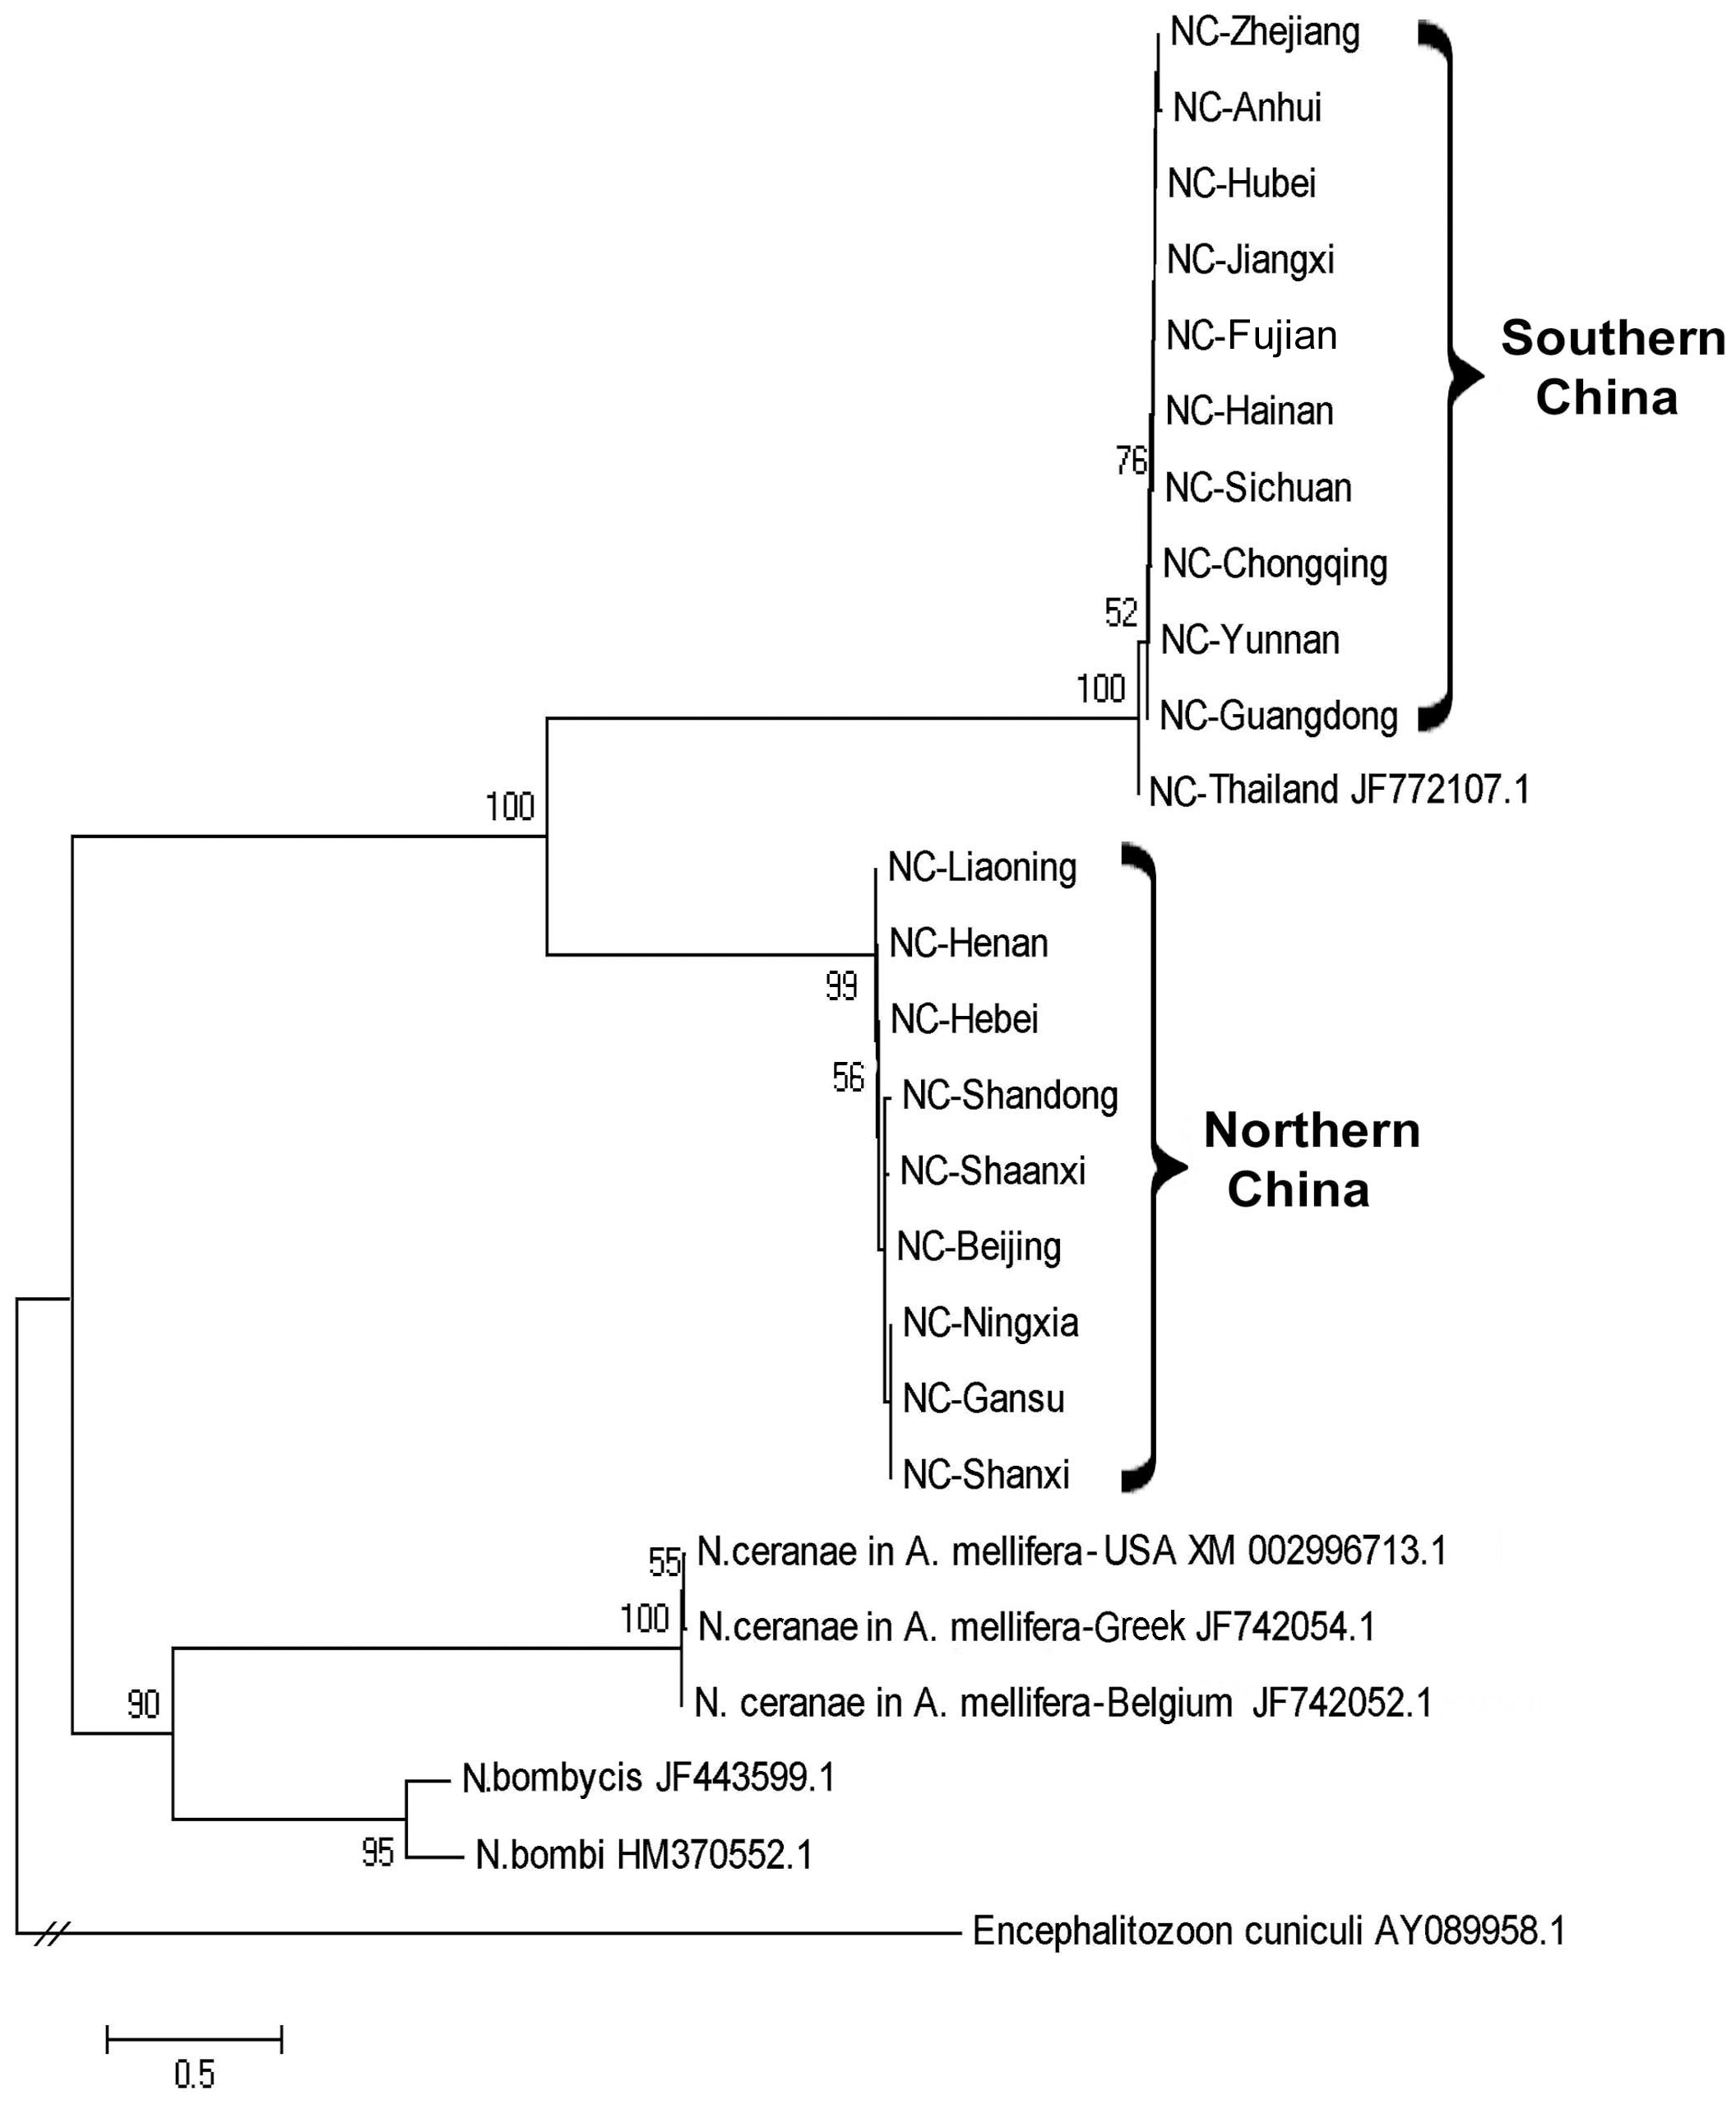 NC-Zhejiang
NC-Anhui
NC-Hubei
NC-Jiangxi
NC-Fujian
Southern
China
NC-Hainan
76
NC-Sichuan
NC-Chongqing
52
NC-Yunnan
100
NC-Guangdong
NC-Thailand JF772107.1
100
NC-Liaoning
NC-Henan
99
NC-Hebei
56
NC-Shandong
Northern
China
NC-Shaanxi
NC-Beijing
NC-Ningxia
NC-Gansu
NC-Shanxi
55
N.ceranae in A. mellifera-USA XM 002996713.1
100
N.ceranae in A. mellifera-Greek JF742054.1
90
N. ceranae in A. mellifera-Belgium JF742052.1
N.bombycis JF443599.1
95
N.bombi HM370552.1
Encephalitozoon cuniculi AY089958.1
0.5